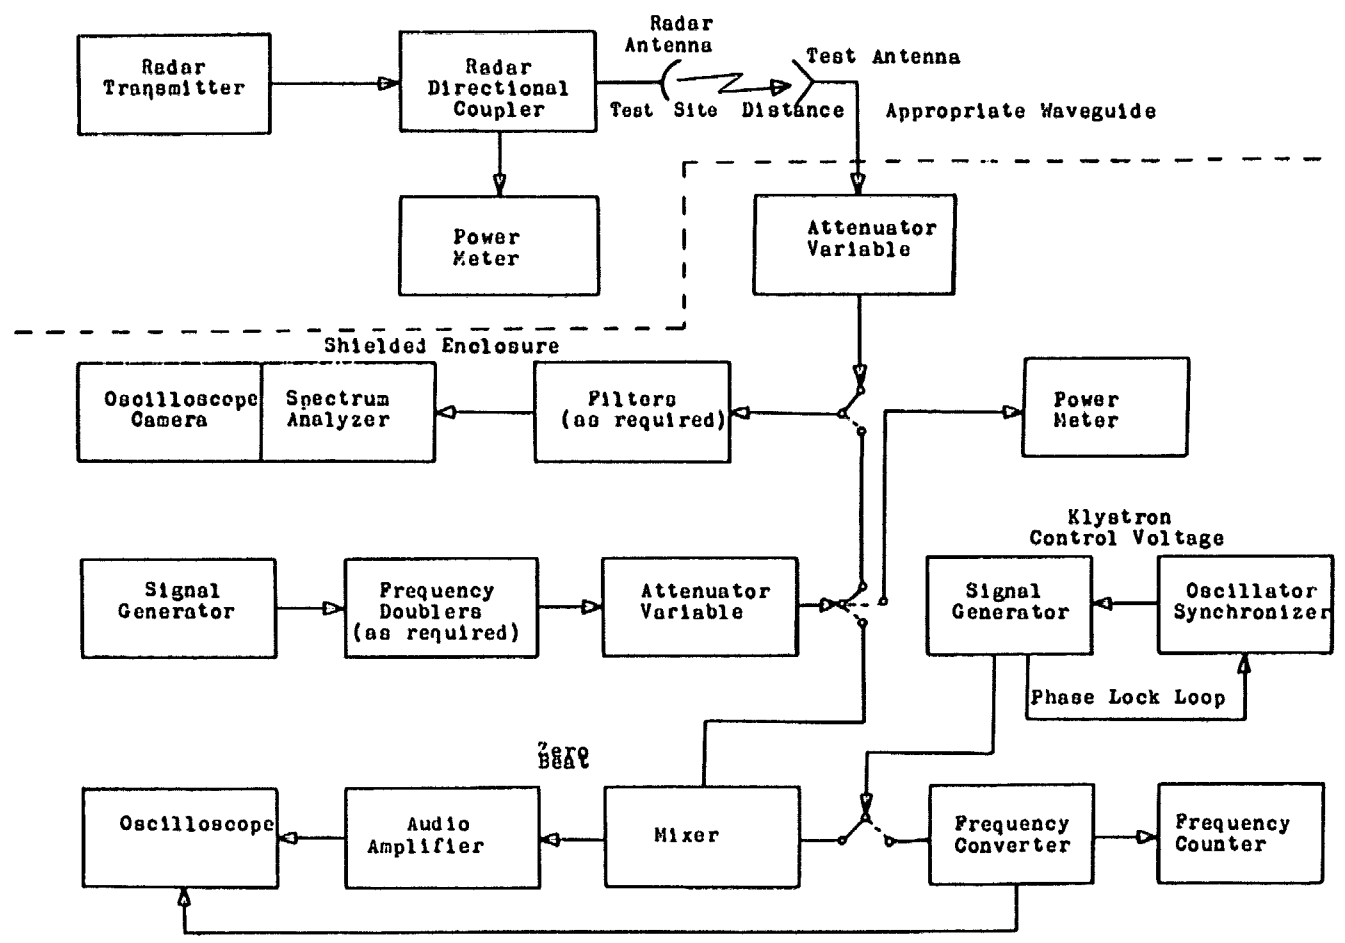 Radar
Antenna
Radar
Transmitter
Radar
Directional
Coupler
Test Antenna
Test Site Distance
Appropriate Waveguide
Power
Meter
Attenuator
Variable
Shielded Enclosure
Oscilloscope
Camera
Spectrum
Analyzer
Filters
(as required)
Power
Meter
Klystron
Control Voltage
Signal
Generator
Frequency
Doublers
(as required)
Attenuator
Variable
Signal
Generator
Oscillator
Synchronizer
Phase Lock Loop
Zero
Beat
Oscilloscope
Audio
Amplifier
Mixer
Frequency
Converter
Frequency
Counter